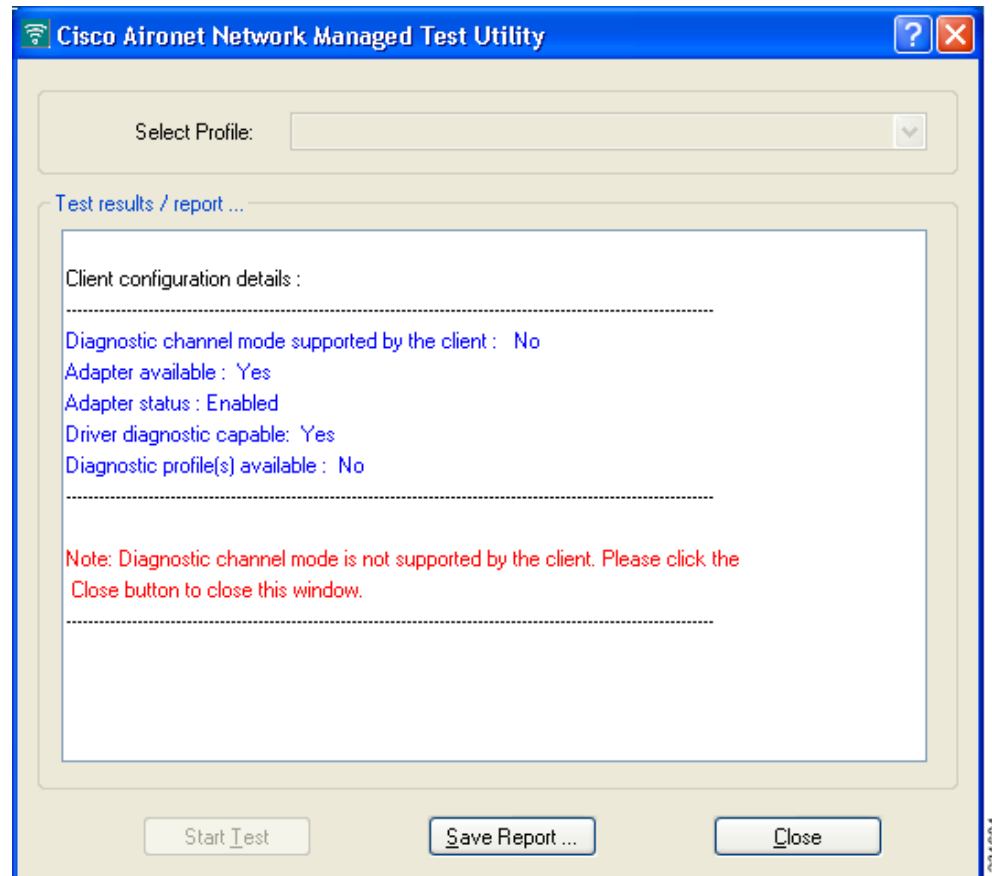 Cisco Aironet Network Managed Test Utility
Select Profile:
Test results / report ...
Client configuration details :
--------------------------------------------------------------------------------
Diagnostic channel mode supported by the client : No
Adapter available : Yes
Adapter status : Enabled
Driver diagnostic capable: Yes
Diagnostic profile(s) available : No
--------------------------------------------------------------------------------
Note: Diagnostic channel mode is not supported by the client. Please click the
Close button to close this window.
--------------------------------------------------------------------------------
Start Test
Save Report ...
Close